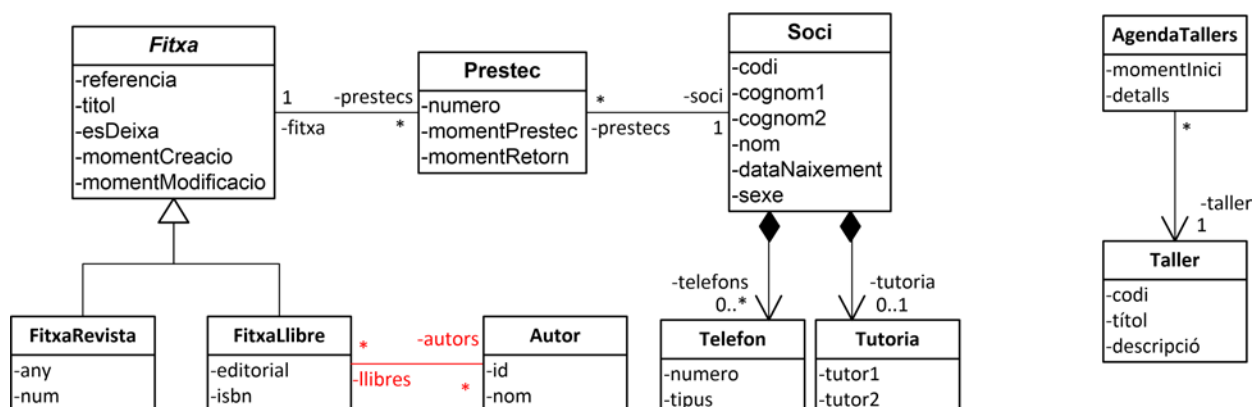 Fitxa
-referencia
-titol
-esDeixa
-momentCreacio
-momentModificacio
1
-prestecs
-fitxa
*
Prestec
-numero
-momentPrestec
-momentRetorn
*
-soci
-prestecs
1
Soci
-codi
-cognom1
-cognom2
-nom
-dataNaixement
-sexe
AgendaTallers
-momentInici
-detalls
*
-taller
1
Taller
-codi
-títol
-descripció
-telefons
0..*
-tutoria
0..1
FitxaRevista
-any
-num
FitxaLlibre
-editorial
-isbn
*
-autors
-llibres
*
Autor
-id
-nom
Telefon
-numero
-tipus
Tutoria
-tutor1
-tutor2